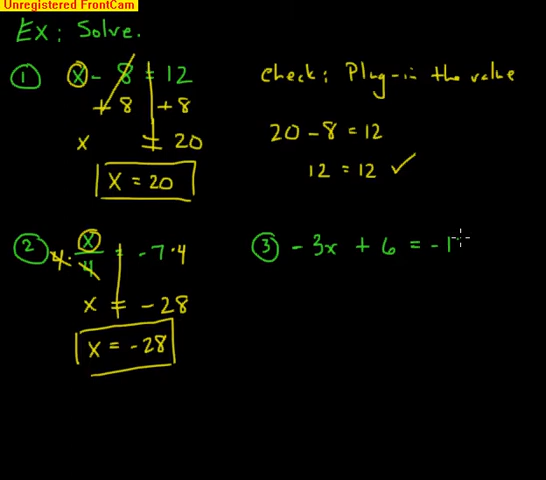 Unregistered FrontCam
Ex: Solve.
① x - 8 = 12
+ 8 + 8
x = 20
x = 20
Check: Plug-in the value
20 - 8 = 12
12 = 12 ✓
② 4 · x/4 = -7 · 4
x = -28
x = -28
③ - 3x + 6 = -1